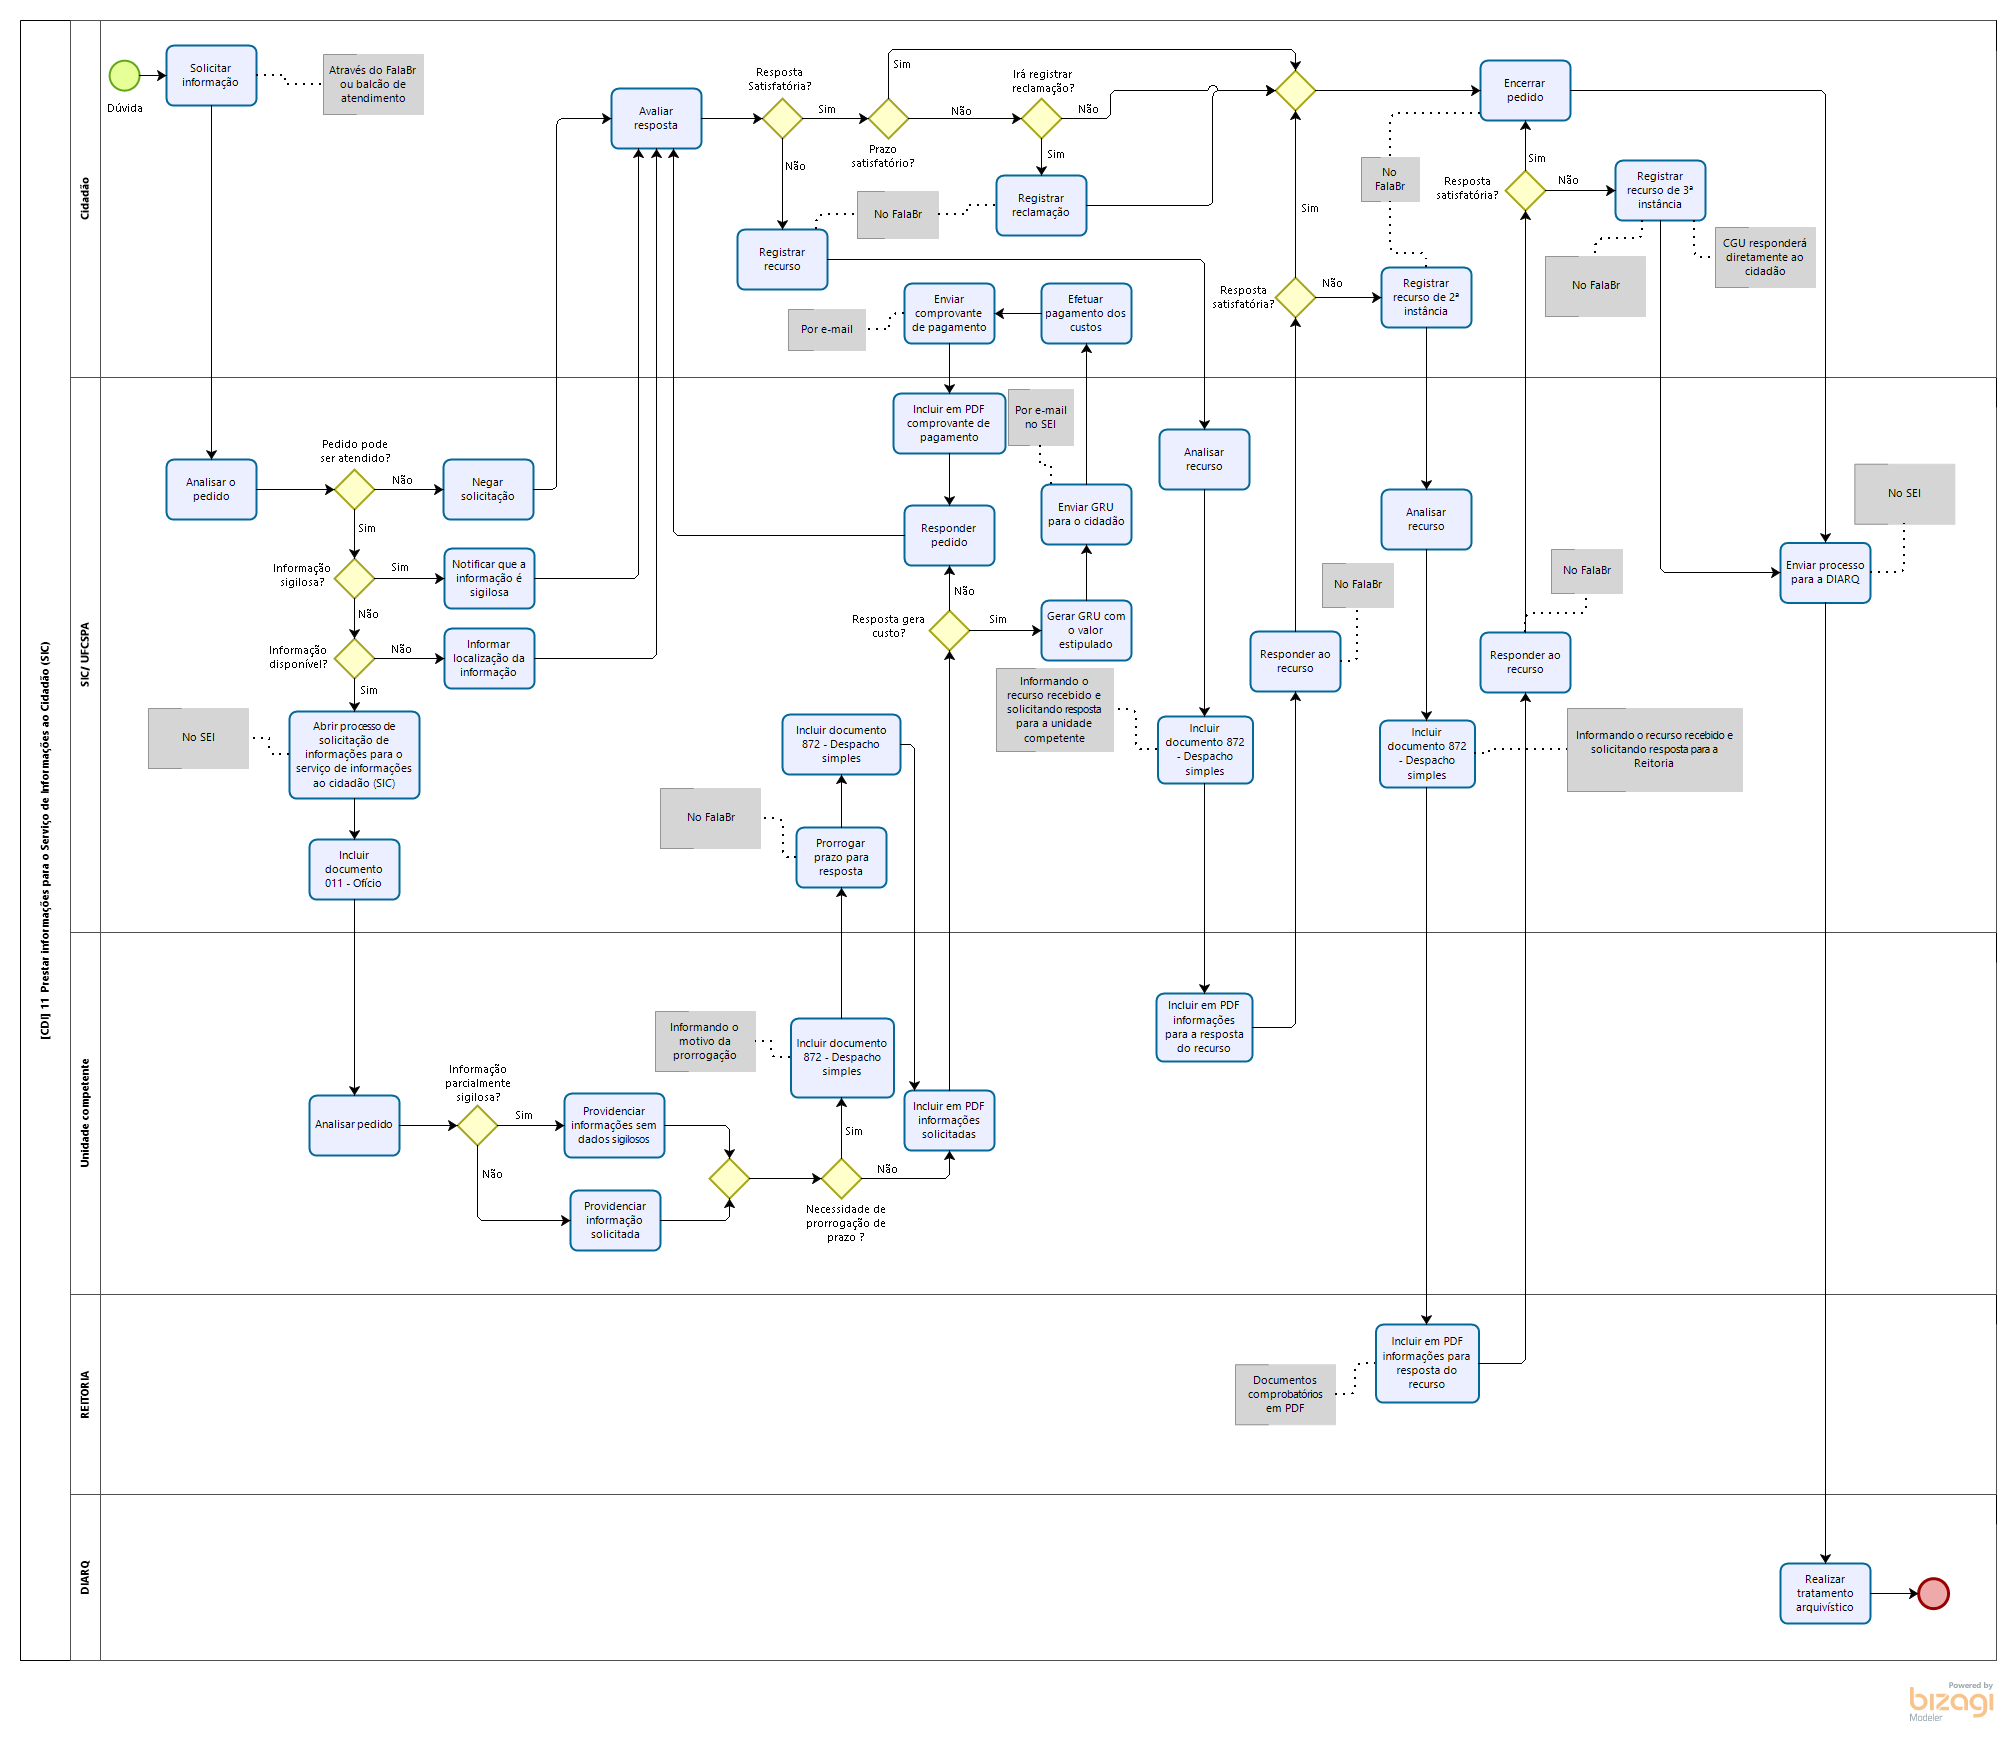 [CDI] 11 Prestar informações para o Serviço de Informações ao Cidadão (SIC)
Cidadão
Dúvida
Solicitar
informação
Através do FalaBr
ou balcão de
atendimento
Avaliar
resposta
Resposta
Satisfatória?
Sim
Não
Prazo
satisfatório?
Sim
Não
Irá registrar
reclamação?
Não
Sim
Registrar
reclamação
No FalaBr
Registrar
recurso
Enviar
comprovante
de pagamento
Por e-mail
Efetuar
pagamento dos
custos
Sim
Resposta
satisfatória?
Não
Registrar
recurso de 2ª
instância
No
FalaBr
Encerrar
pedido
Sim
Resposta
satisfatória?
Não
Registrar
recurso de 3ª
instância
No FalaBr
CGU responderá
diretamente ao
cidadão
SIC/ UFCSPA
Analisar o
pedido
Pedido pode
ser atendido?
Não
Negar
solicitação
Sim
Informação
sigilosa?
Sim
Notificar que a
informação é
sigilosa
Não
Informação
disponível?
Não
Informar
localização da
informação
Sim
No SEI
Abrir processo de
solicitação de
informações para o
serviço de informações
ao cidadão (SIC)
Incluir
documento
011 - Ofício
Incluir documento
872 - Despacho
simples
No FalaBr
Prorrogar
prazo para
resposta
Incluir em PDF
comprovante de
pagamento
Por e-mail
no SEI
Responder
pedido
Enviar GRU
para o cidadão
Não
Resposta gera
custo?
Sim
Gerar GRU com
o valor
estipulado
Informando o
recurso recebido e
solicitando resposta
para a unidade
competente
Analisar
recurso
Incluir
documento 872
- Despacho
simples
No FalaBr
Responder ao
recurso
Analisar
recurso
Incluir
documento 872
- Despacho
simples
No FalaBr
Responder ao
recurso
Informando o recurso recebido e
solicitando resposta para a
Reitoria
No SEI
Enviar processo
para a DIARQ
Unidade competente
Analisar pedido
Informação
parcialmente
sigilosa?
Sim
Providenciar
informações sem
dados sigilosos
Não
Providenciar
informação
solicitada
Informando o
motivo da
prorrogação
Incluir documento
872 - Despacho
simples
Sim
Não
Necessidade de
prorrogação de
prazo ?
Incluir em PDF
informações
solicitadas
Incluir em PDF
informações
para a resposta
do recurso
REITORIA
Documentos
comprobatórios
em PDF
Incluir em PDF
informações para
resposta do
recurso
DIARQ
Realizar
tratamento
arquivístico
Powered by
bizagi
Modeler